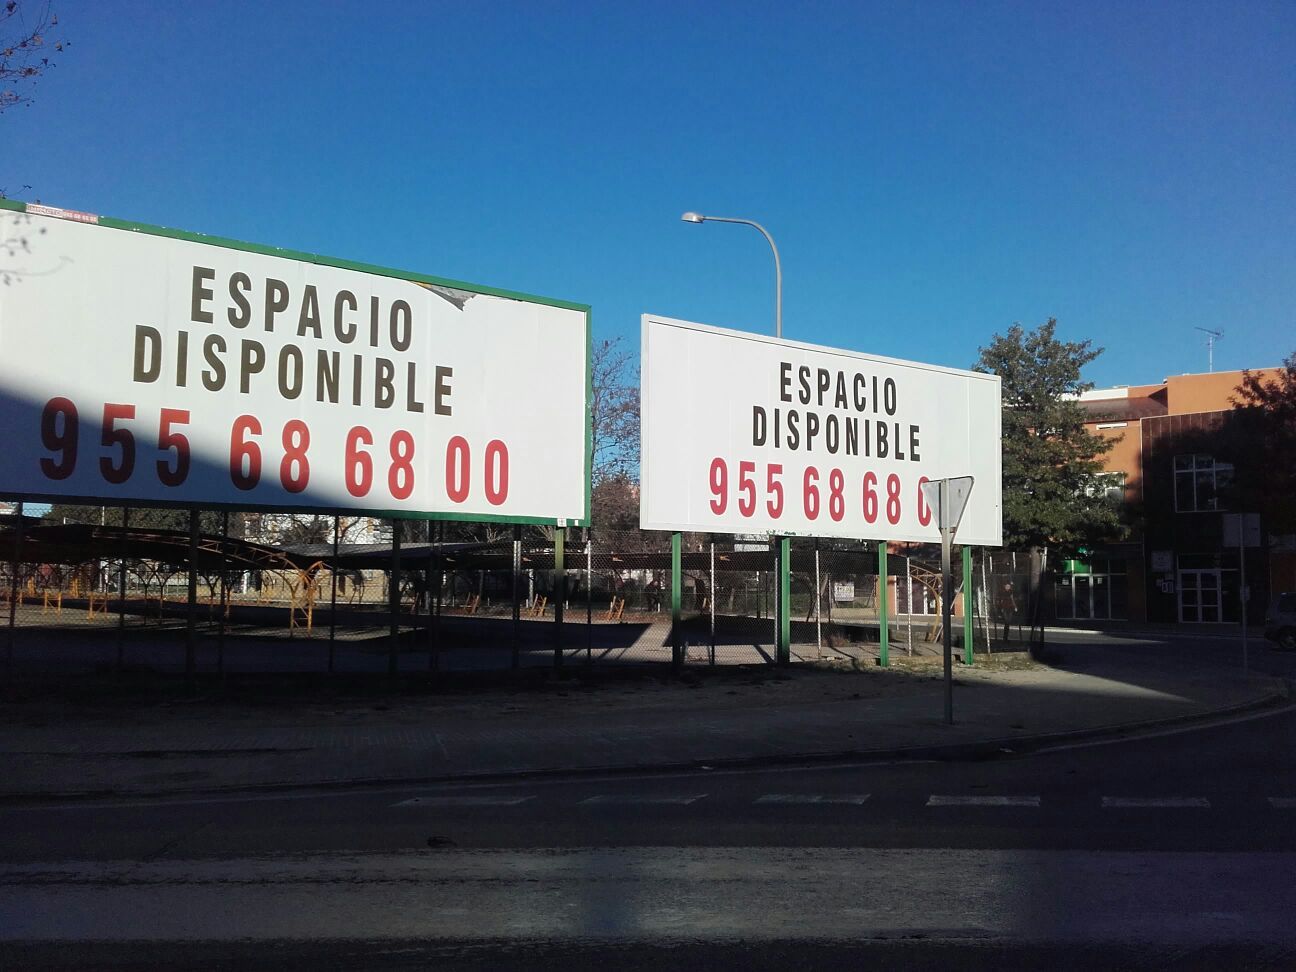 ESPACIO
DISPONIBLE
955 68 68 00
ESPACIO
DISPONIBLE
955 68 68 0